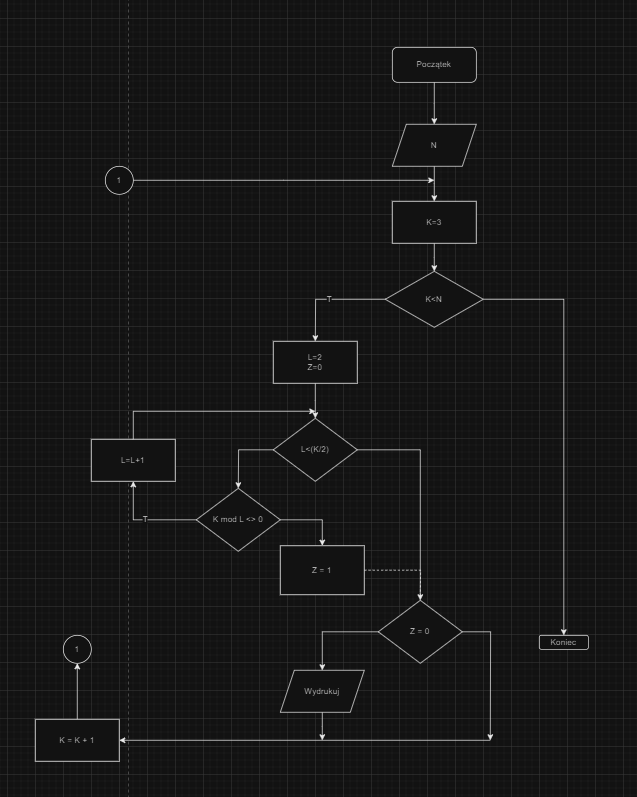 Początek
N
1
K=3
K<N
T
L=2
Z=0
L<(K/2)
L=L+1
K mod L <> 0
T
Z = 1
Z = 0
Koniec
1
Wydrukuj
K = K + 1